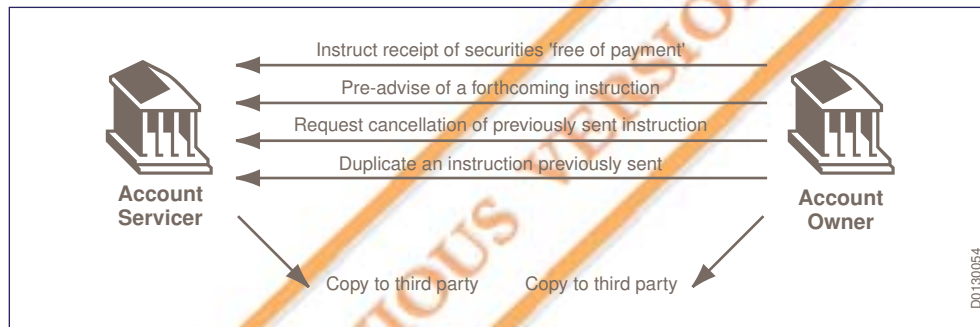 Instruct receipt of securities 'free of payment'
Pre-advise of a forthcoming instruction
Request cancellation of previously sent instruction
Duplicate an instruction previously sent
Account
Servicer
Account
Owner
Copy to third party
Copy to third party
D0130054